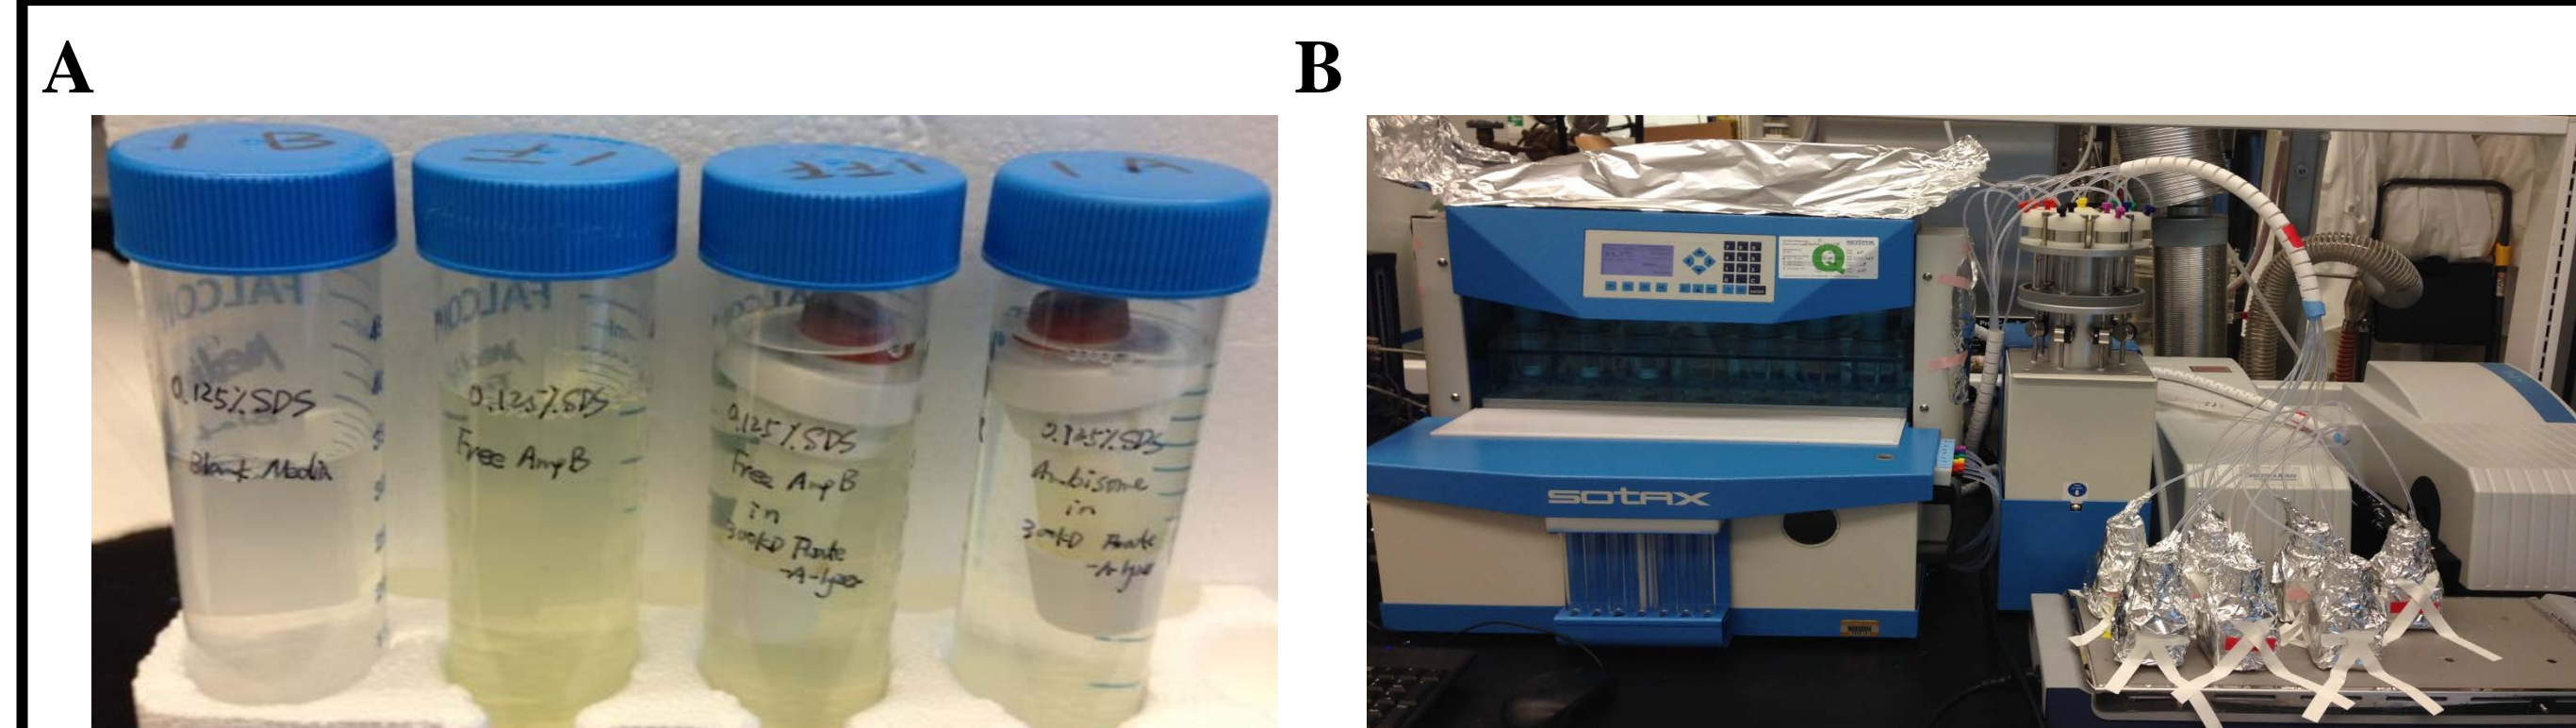 A
B
1 B
1 F
1 FF
1 A
FALCON
FALCON
0.125% SDS
Blank Media
0.125% SDS
Free AmpB
0.125% SDS
Free AmpB
in
300kD Float
-A-lyzer
0.125% SDS
Ambisome
in
300kD Float
-A-lyzer
Q
sotax